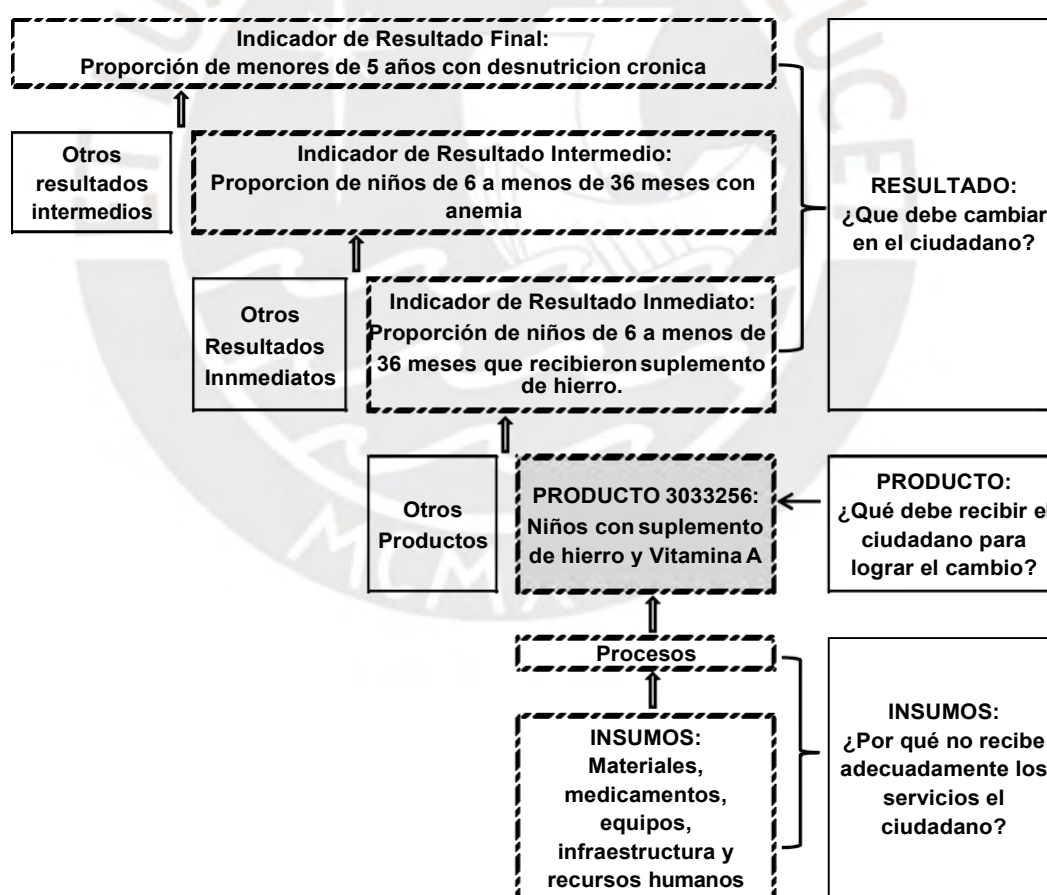 Indicador de Resultado Final:
Proporción de menores de 5 años con desnutricion cronica
Otros
resultados
intermedios
Indicador de Resultado Intermedio:
Proporcion de niños de 6 a menos de 36 meses con
anemia
RESULTADO:
¿Que debe cambiar
en el ciudadano?
Otros
Resultados
Innmediatos
Indicador de Resultado Inmediato:
Proporción de niños de 6 a menos de
36 meses que recibieron suplemento
de hierro.
Otros
Productos
PRODUCTO 3033256:
Niños con suplemento
de hierro y Vitamina A
PRODUCTO:
¿Qué debe recibir el
ciudadano para
lograr el cambio?
Procesos
INSUMOS:
Materiales,
medicamentos,
equipos,
infraestructura y
recursos humanos
INSUMOS:
¿Por qué no recibe
adecuadamente los
servicios el
ciudadano?